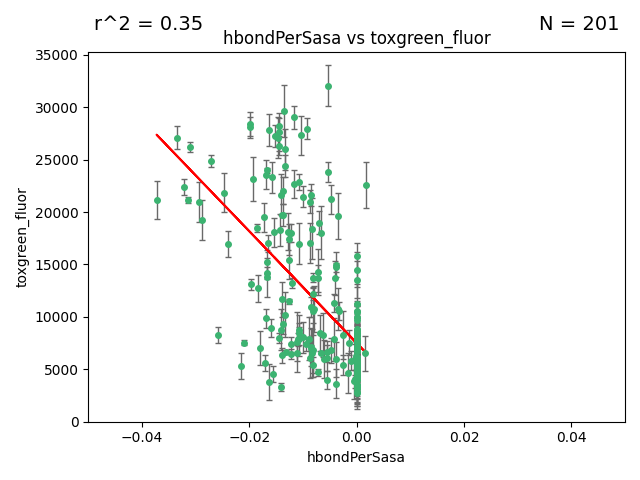 r^2 = 0.35
N = 201
hbondPerSasa vs toxgreen_fluor
35000
30000
25000
20000
15000
10000
5000
0
toxgreen_fluor
−0.04
−0.02
0.00
0.02
0.04
hbondPerSasa